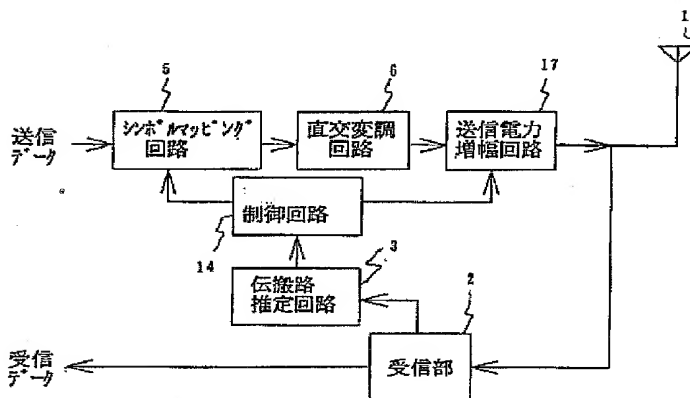 1
5
6
17
送信
データ
シンボルマッピング
回路
直交変調
回路
送信電力
増幅回路
制御回路
14
3
伝搬路
推定回路
2
受信
データ
受信部